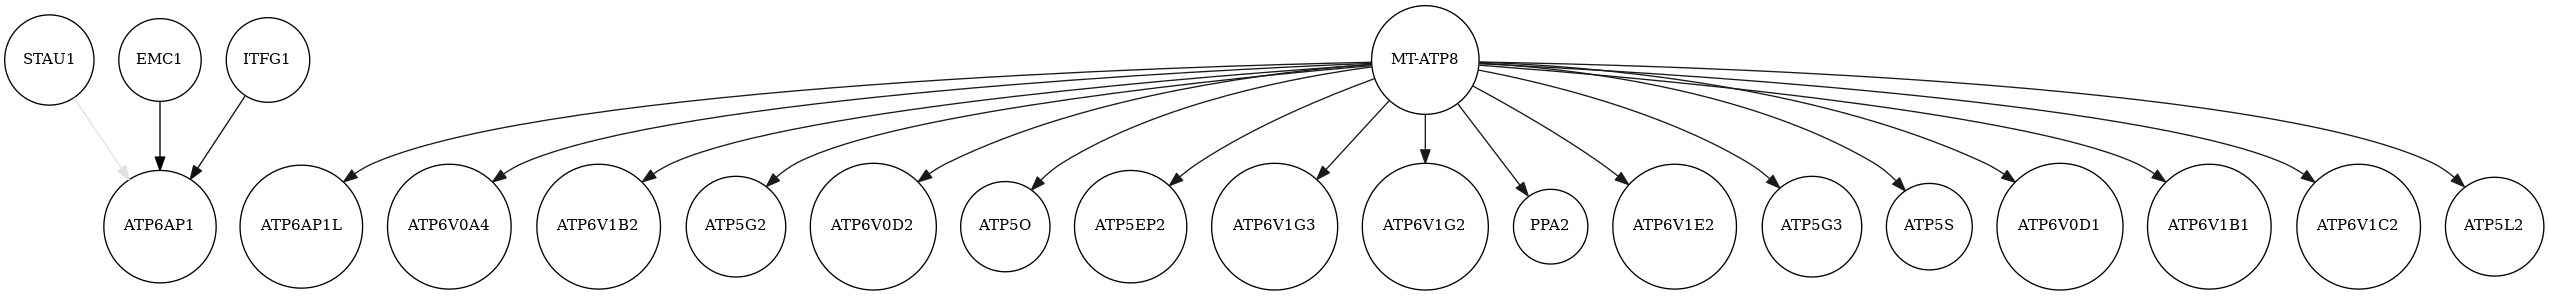 STAU1
EMC1
ITFG1
MT-ATP8
ATP6AP1
ATP6AP1L
ATP6V0A4
ATP6V1B2
ATP5G2
ATP6V0D2
ATP5O
ATP5EP2
ATP6V1G3
ATP6V1G2
PPA2
ATP6V1E2
ATP5G3
ATP5S
ATP6V0D1
ATP6V1B1
ATP6V1C2
ATP5L2